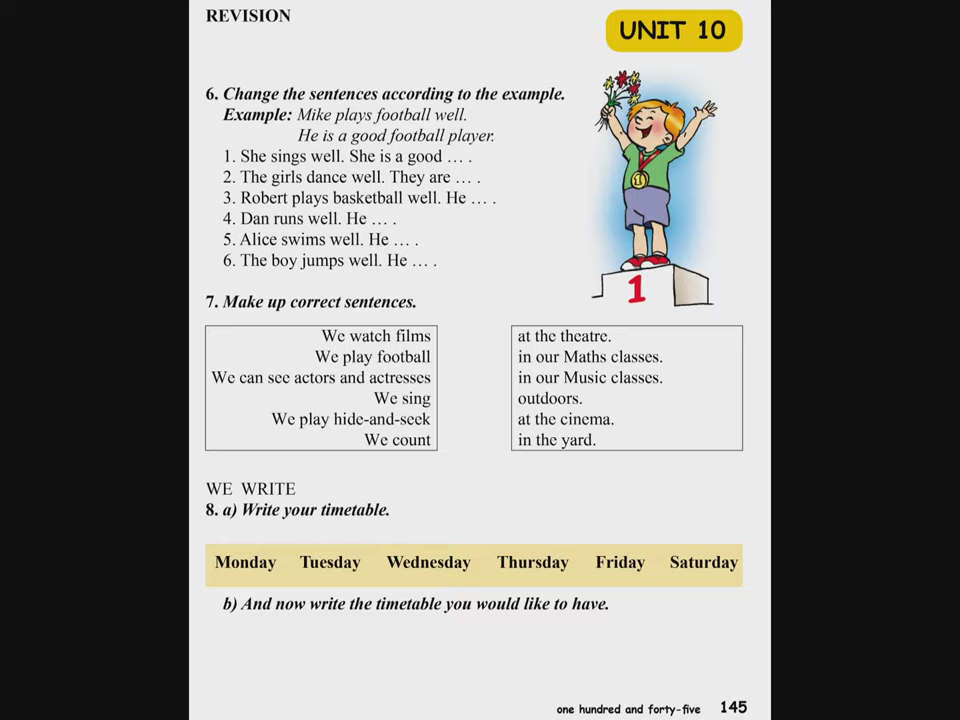 REVISION
UNIT 10
6. Change the sentences according to the example.
Example: Mike plays football well.
He is a good football player.
1. She sings well. She is a good … .
2. The girls dance well. They are … .
3. Robert plays basketball well. He … .
4. Dan runs well. He … .
5. Alice swims well. He … .
6. The boy jumps well. He … .
1
1
7. Make up correct sentences.
We watch films
We play football
We can see actors and actresses
We sing
We play hide-and-seek
We count
at the theatre.
in our Maths classes.
in our Music classes.
outdoors.
at the cinema.
in the yard.
WE WRITE
8. a) Write your timetable.
Monday Tuesday Wednesday Thursday Friday Saturday
b) And now write the timetable you would like to have.
one hundred and forty-five 145